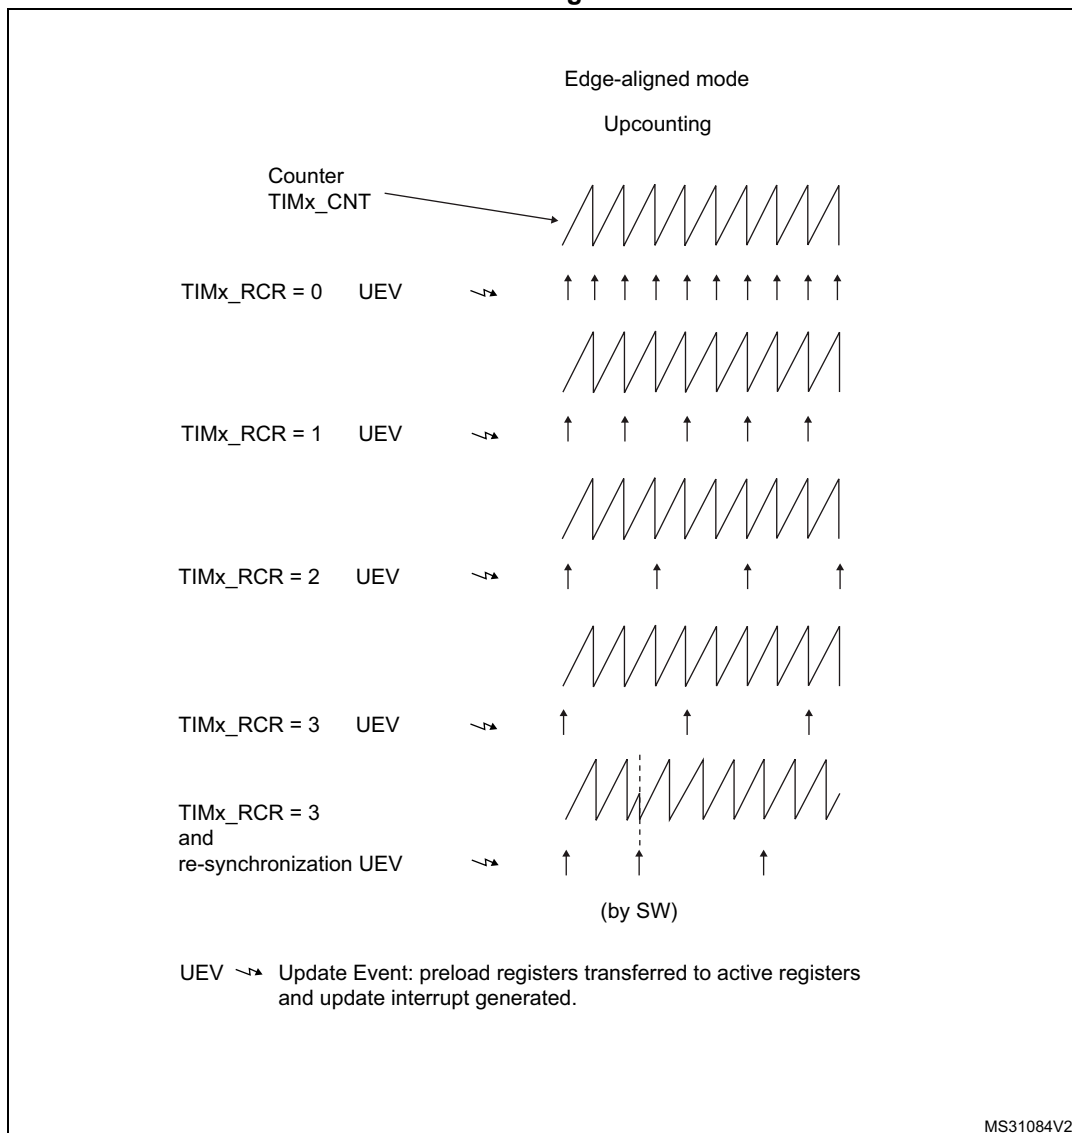 Edge-aligned mode
Upcounting
Counter
TIMx_CNT
TIMx_RCR = 0 UEV
TIMx_RCR = 1 UEV
TIMx_RCR = 2 UEV
TIMx_RCR = 3 UEV
TIMx_RCR = 3
and
re-synchronization UEV
(by SW)
UEV Update Event: preload registers transferred to active registers
and update interrupt generated.
MS31084V2